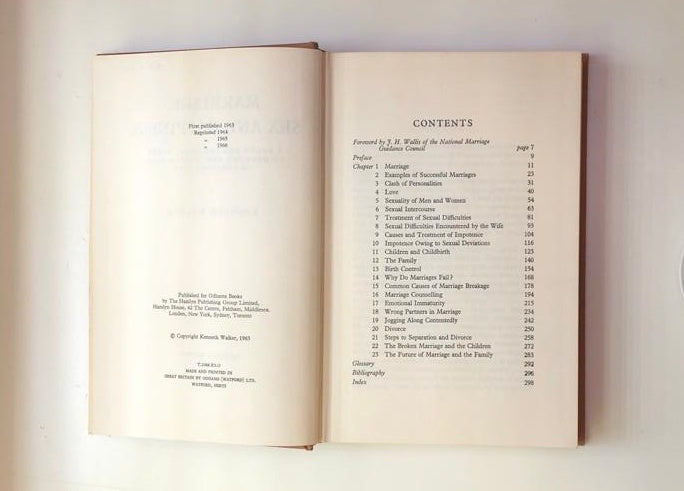 First published 1963
Reprinted 1964
„ 1965
„ 1966
Published for Odhams Books
by The Hamlyn Publishing Group Limited,
Hamlyn House, 42 The Centre, Feltham, Middlesex.
London, New York, Sydney, Toronto
© Copyright Kenneth Walker, 1963
MADE AND PRINTED IN
GREAT BRITAIN BY ODHAMS (WATFORD) LTD.
WATFORD, HERTS
CONTENTS
Foreword by J. H. Wallis of the National Marriage
Guidance Council page 7
Preface 9
Chapter 1 Marriage 11
2 Examples of Successful Marriages 23
3 Clash of Personalities 31
4 Love 40
5 Sexuality of Men and Women 54
6 Sexual Intercourse 63
7 Treatment of Sexual Difficulties 81
8 Sexual Difficulties Encountered by the Wife 93
9 Causes and Treatment of Impotence 104
10 Impotence Owing to Sexual Deviations 116
11 Children and Childbirth 123
12 The Family 140
13 Birth Control 154
14 Why Do Marriages Fail? 168
15 Common Causes of Marriage Breakage 178
16 Marriage Counselling 194
17 Emotional Immaturity 215
18 Wrong Partners in Marriage 234
19 Jogging Along Contentedly 242
20 Divorce 250
21 Steps to Separation and Divorce 258
22 The Broken Marriage and the Children 272
23 The Future of Marriage and the Family 283
Glossary 292
Bibliography 296
Index 298